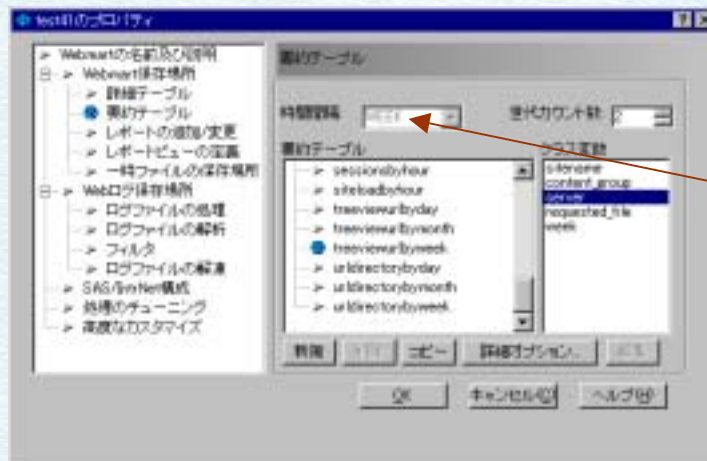 test01のプロパティ
Webmartの名前及び説明
Webmart保存場所
詳細テーブル
要約テーブル
レポートの追加/変更
レポートビューの定義
一時ファイルの保存場所
Webログ保存場所
ログファイルの処理
ログファイルの解析
フィルタ
ログファイルの解凍
SAS/IntrNet構成
処理のチューニング
高度なカスタマイズ
要約テーブル
時間間隔 WEEK 世代カウント数: 2
要約テーブル
sessionsbyhour
siteloadbyhour
treeviewurlbyday
treeviewurlbymonth
treeviewurlbyweek
urldirectorybyday
urldirectorybymonth
urldirectorybyweek
クラス変数
sitename
content_group
server
requested_file
week
新規 コピー 詳細オプション...
OK キャンセル(C) ヘルプ(H)